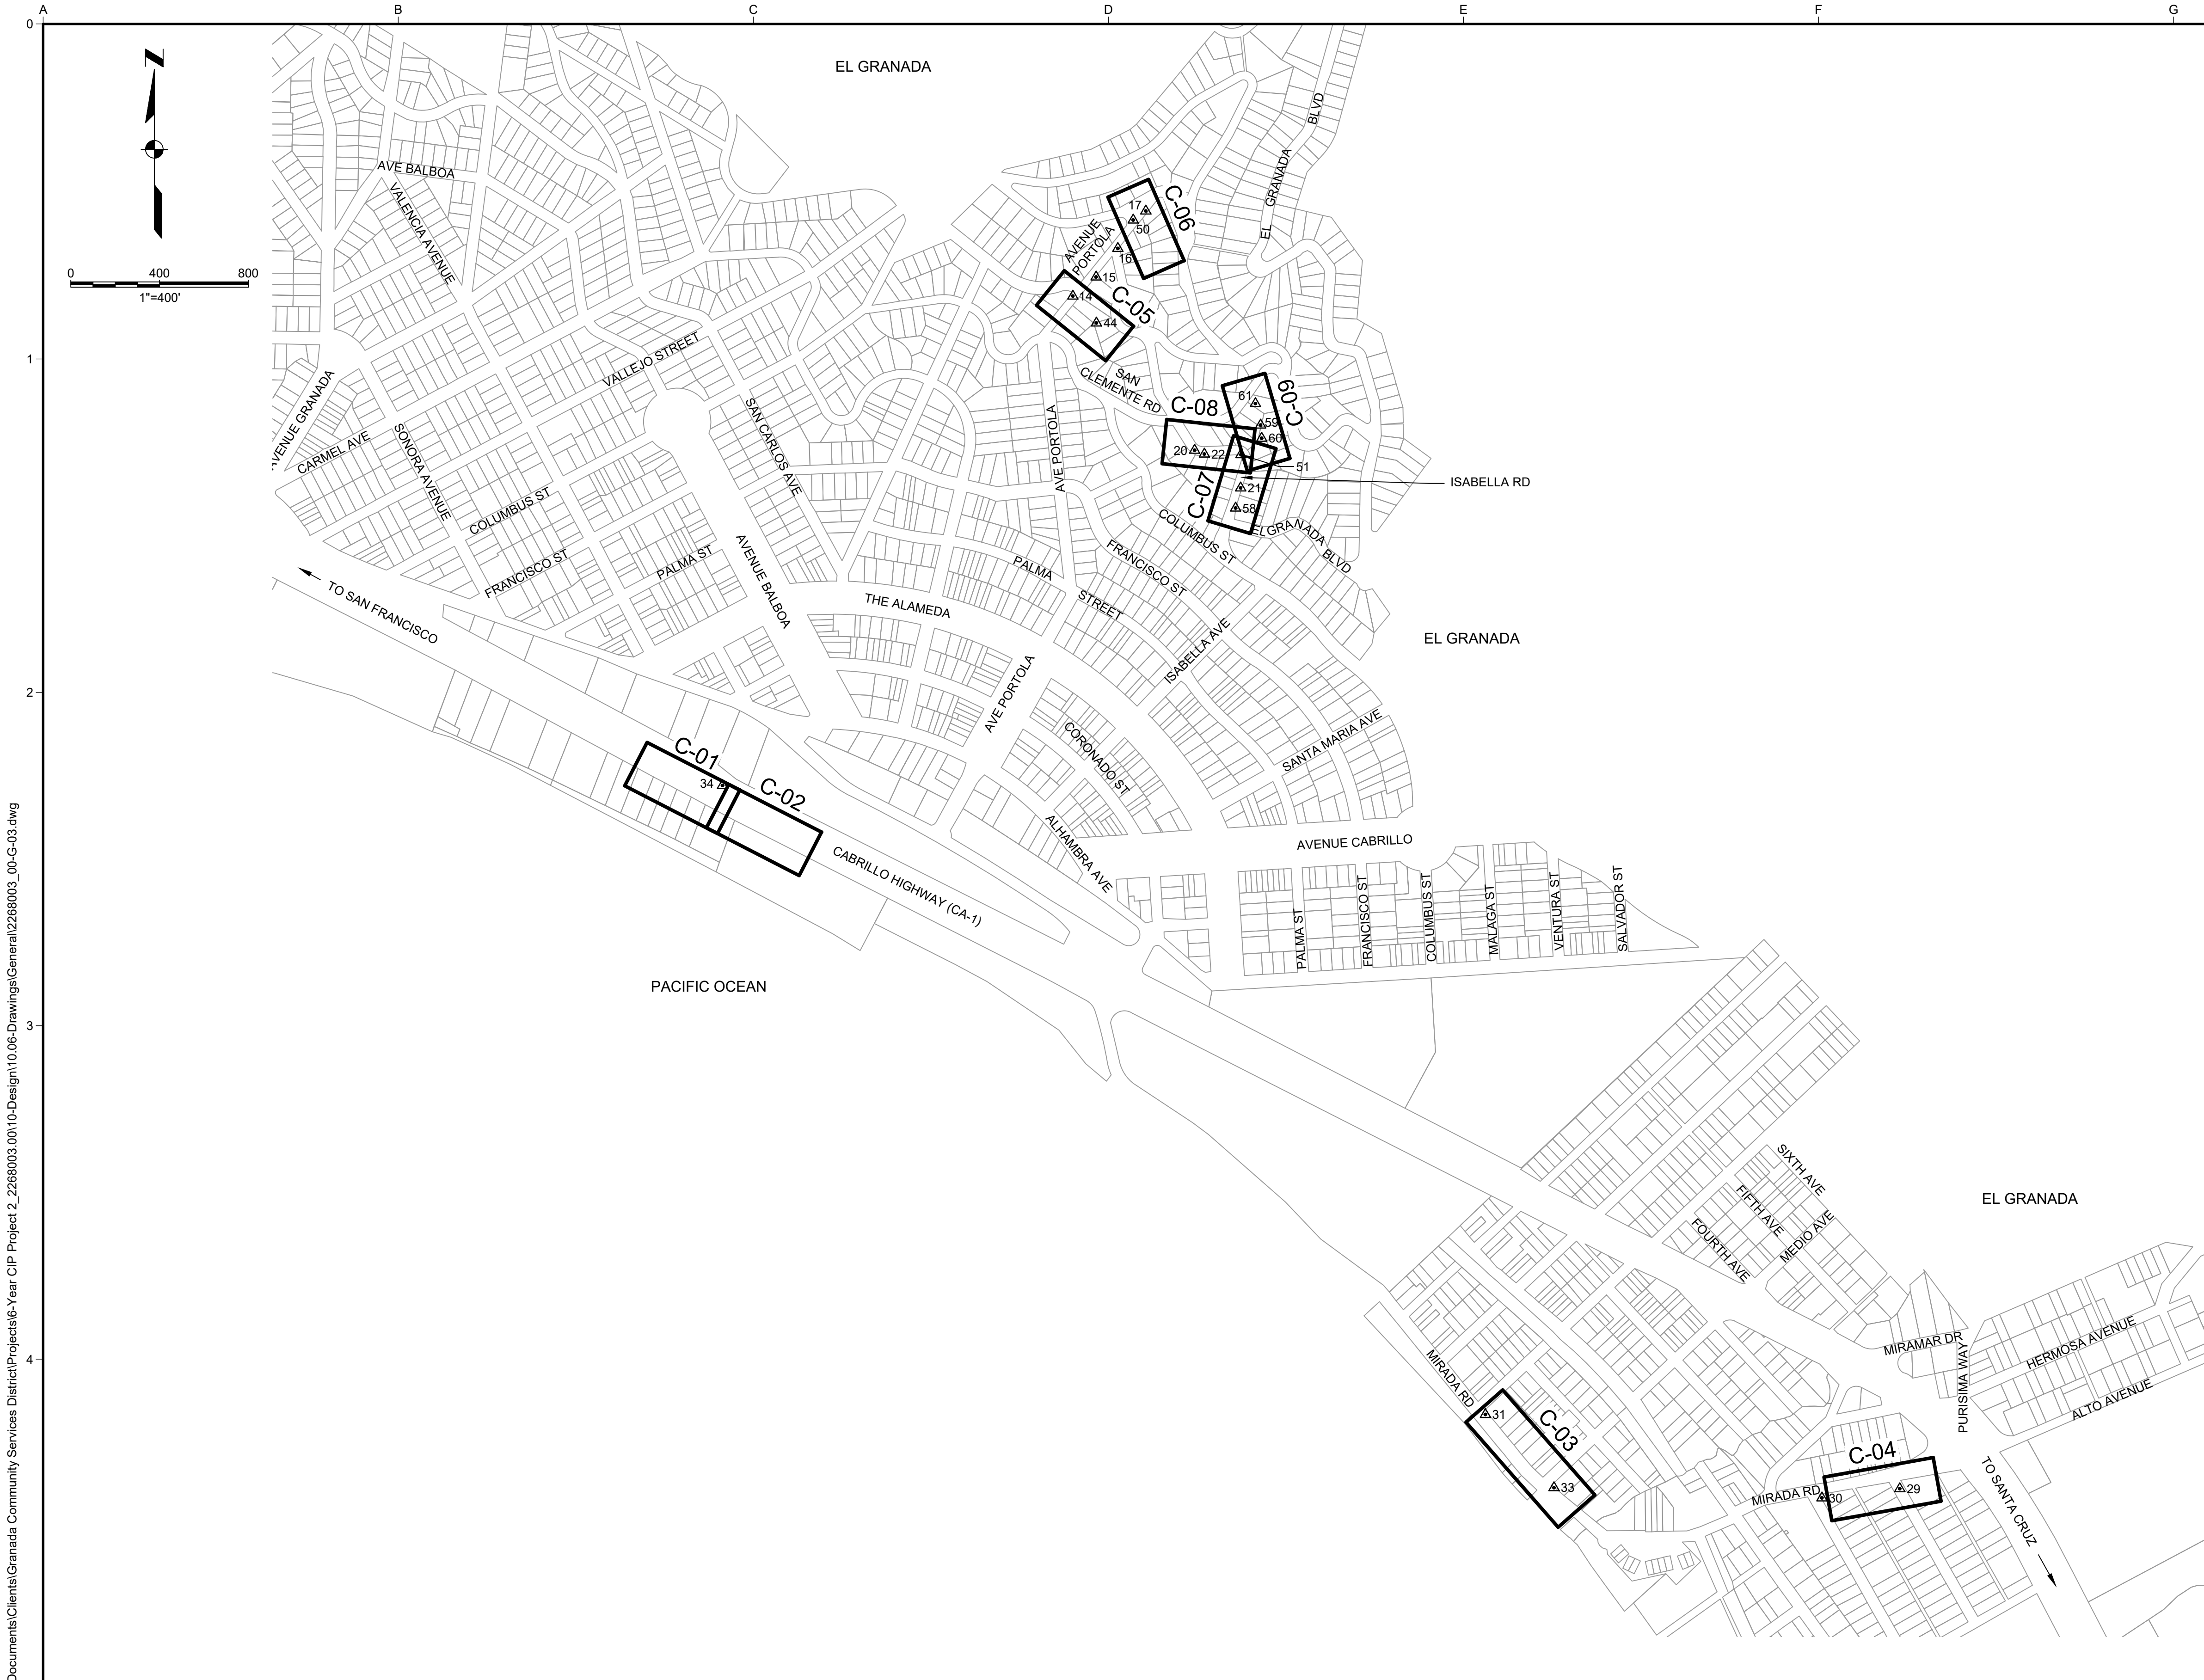 A B C D E F G
0
1
2
3
4
N
0 400 800
1"=400'
EL GRANADA
EL GRANADA BLVD
AVE BALBOA
VALENCIA AVENUE
C-06
17
50
16
AVENUE
PORTOLA
15
C-05
14
44
VALLEJO STREET
AVENUE GRANADA
CARMEL AVE
SONORA AVENUE
COLUMBUS ST
FRANCISCO ST
PALMA ST
SAN CARLOS AVE
AVENUE BALBOA
AVE PORTOLA
SAN
CLEMENTE RD
C-08
C-09
61
59
60
20
22
51
C-07
21
58
ISABELLA RD
EL GRANADA
BLVD
COLUMBUS ST
FRANCISCO ST
PALMA
STREET
THE ALAMEDA
ISABELLA AVE
EL GRANADA
TO SAN FRANCISCO
AVE PORTOLA
CORONADO ST
SANTA MARIA AVE
C-01
34
C-02
ALHAMBRA AVE
AVENUE CABRILLO
CABRILLO HIGHWAY (CA-1)
PALMA ST
FRANCISCO ST
COLUMBUS ST
MALAGA ST
VENTURA ST
SALVADOR ST
PACIFIC OCEAN
SIXTH AVE
FIFTH AVE
FOURTH AVE
MEDIO AVE
EL GRANADA
MIRAMAR DR
PURISIMA WAY
HERMOSA AVENUE
ALTO AVENUE
MIRADA RD
31
C-03
33
MIRADA RD
30
C-04
29
TO SANTA CRUZ
Documents\Clients\Granada Community Services District\Projects\6-Year CIP Project 2_2268003.00\10-Design\10.06-Drawings\General\2268003_00-G-03.dwg